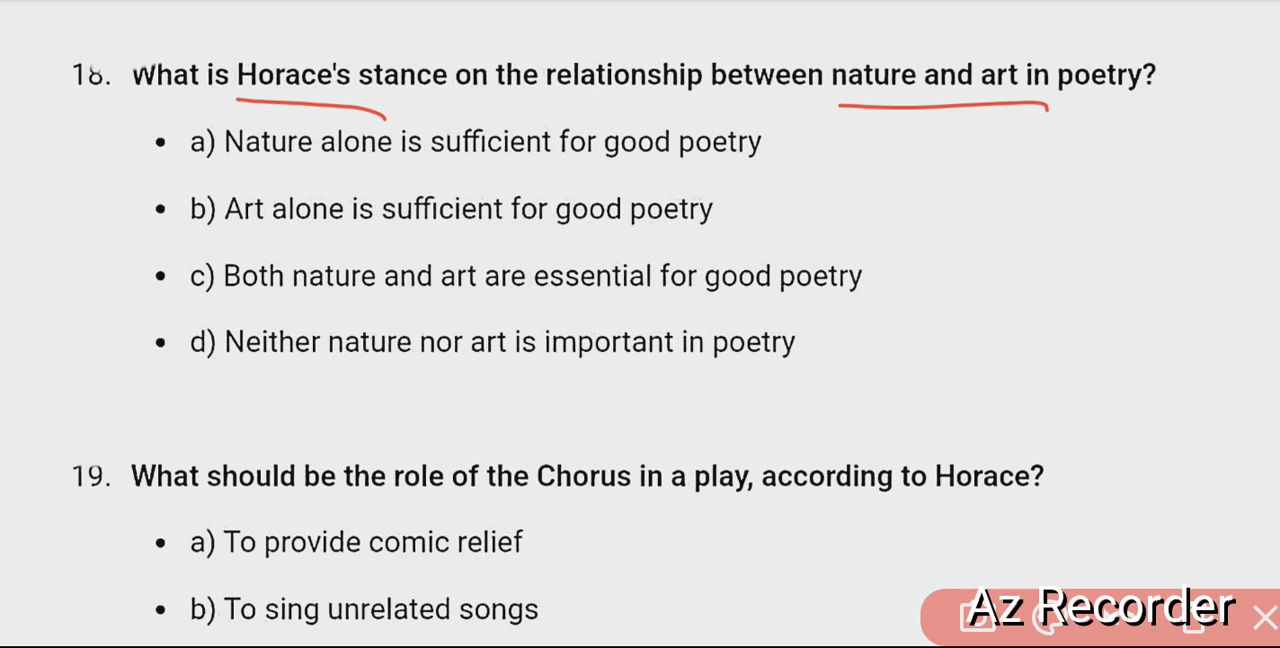 18. What is Horace's stance on the relationship between nature and art in poetry?
• a) Nature alone is sufficient for good poetry
• b) Art alone is sufficient for good poetry
• c) Both nature and art are essential for good poetry
• d) Neither nature nor art is important in poetry
19. What should be the role of the Chorus in a play, according to Horace?
• a) To provide comic relief
• b) To sing unrelated songs
Az Recorder